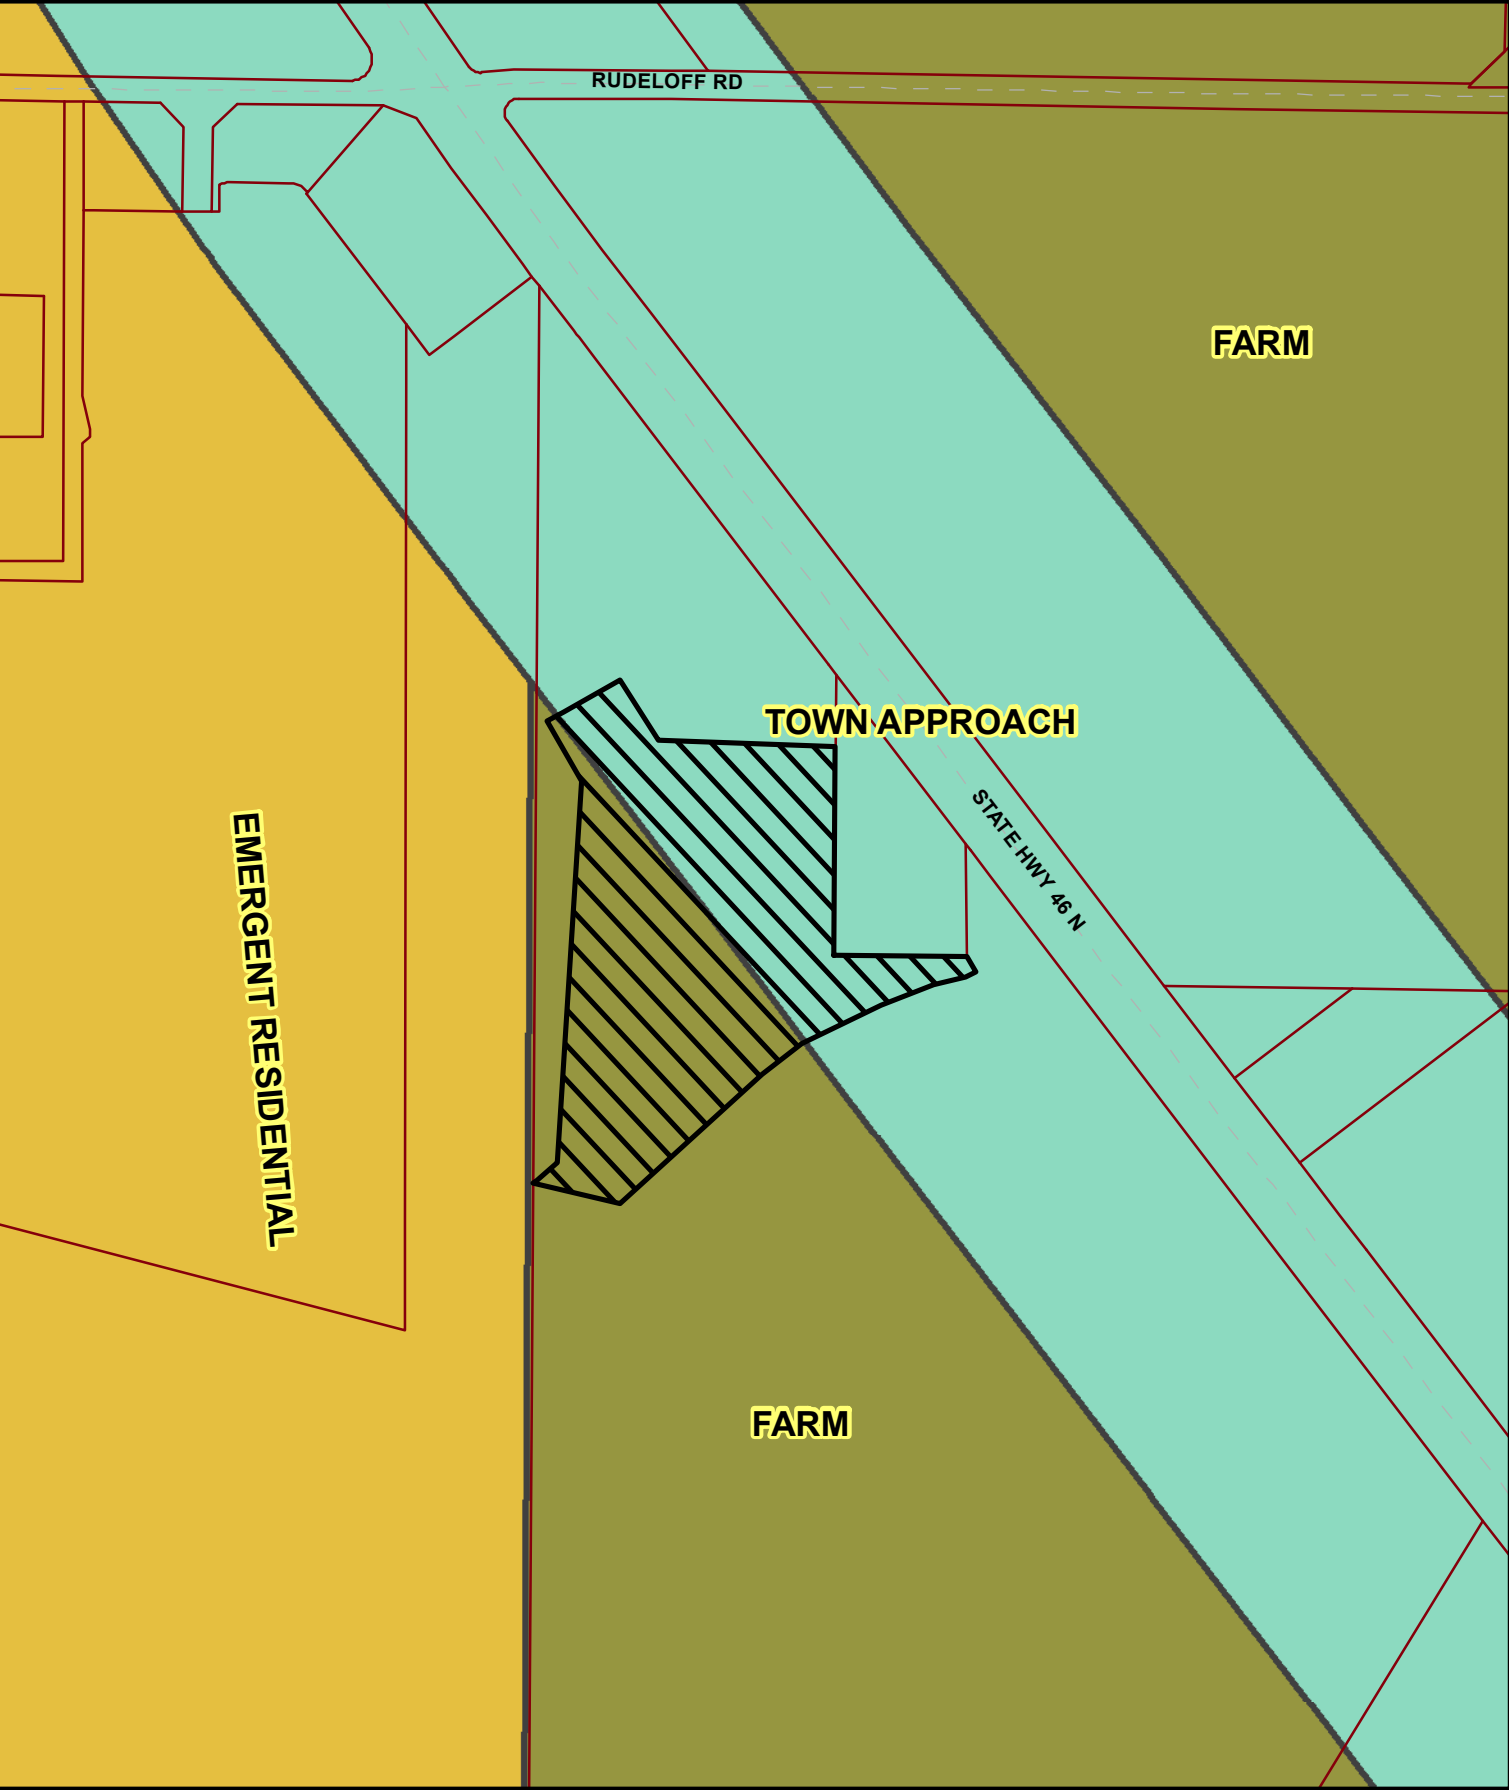 RUDELOFF RD
FARM
TOWN APPROACH
STATE HWY 46 N
EMERGENT RESIDENTIAL
FARM